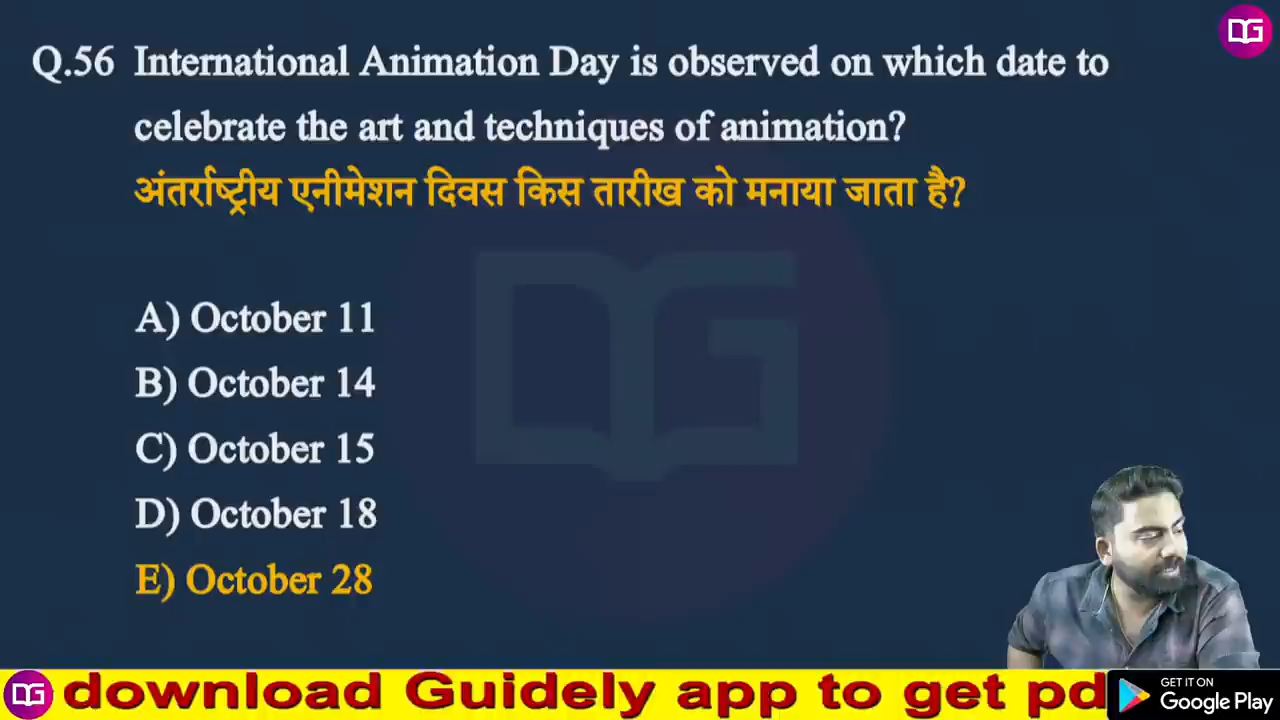 DG
Q.56 International Animation Day is observed on which date to
celebrate the art and techniques of animation?
अंतर्राष्ट्रीय एनीमेशन दिवस किस तारीख को मनाया जाता है?
A) October 11
B) October 14
C) October 15
D) October 18
E) October 28
DG download Guidely app to get pd
GET IT ON
Google Play